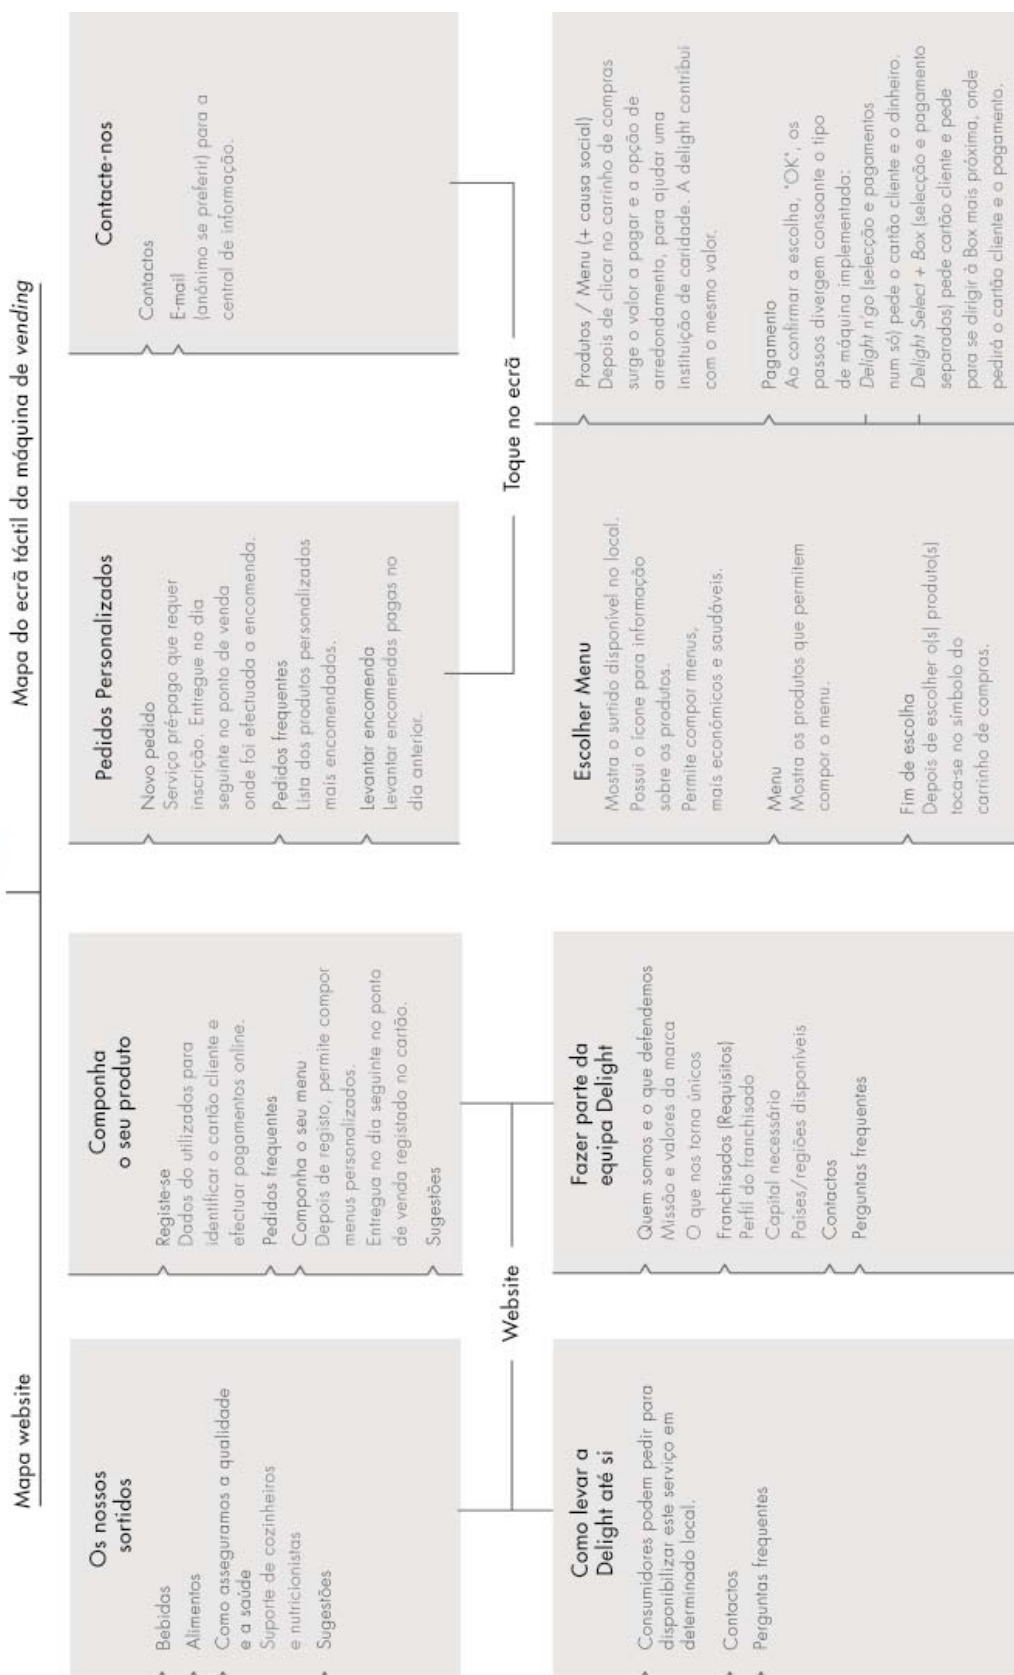 Mapa website
Mapa do ecrã táctil da máquina de vending
Os nossos
sortidos
Bebidas
Alimentos
Como asseguramos a qualidade
e a saúde
Suporte de cozinheiros
e nutricionistas
Sugestões
Componha
o seu produto
Registe-se
Dados do utilizados para
identificar o cartão cliente e
efectuar pagamentos online.
Pedidos frequentes
Componha o seu menu
Depois de registo, permite compor
menus personalizados.
Entregua no dia seguinte no ponto
de venda registado no cartão.
Sugestões
Website
Como levar a
Delight até si
Consumidores podem pedir para
disponibilizar este serviço em
determinado local.
Contactos
Perguntas frequentes
Fazer parte da
equipa Delight
Quem somos e o que defendemos
Missão e valores da marca
O que nos torna únicos
Franchisados (Requisitos)
Perfil do franchisado
Capital necessário
Países/regiões disponíveis
Contactos
Perguntas frequentes
Pedidos Personalizados
Novo pedido
Serviço pré-pago que requer
inscrição. Entregue no dia
seguinte no ponto de venda
onde foi efectuada a encomenda.
Pedidos frequentes
Lista dos produtos personalizados
mais encomendados.
Levantar encomenda
Levantar encomendas pagas no
dia anterior.
Contacte-nos
Contactos
E-mail
(anónimo se preferir) para a
central de informação.
Toque no ecrã
Escolher Menu
Mostra o surtido disponível no local.
Possui o ícone para informação
sobre os produtos.
Permite compor menus,
mais económicos e saudáveis.
Menu
Mostra os produtos que permitem
compor o menu.
Fim de escolha
Depois de escolher o(s) produto(s)
toca-se no símbolo do
carrinho de compras.
Produtos / Menu (+ causa social)
Depois de clicar no carrinho de compras
surge o valor a pagar e a opção de
arredondamento, para ajudar uma
instituição de caridade. A delight contribui
com o mesmo valor.
Pagamento
Ao confirmar a escolha, "OK", os
passos divergem consoante o tipo
de máquina implementada:
Delight n'go (selecção e pagamentos
num só) pede o cartão cliente e o dinheiro.
Delight Select + Box (selecção e pagamento
separados) pede cartão cliente e pede
para se dirigir à Box mais próxima, onde
pedirá o cartão cliente e o pagamento.